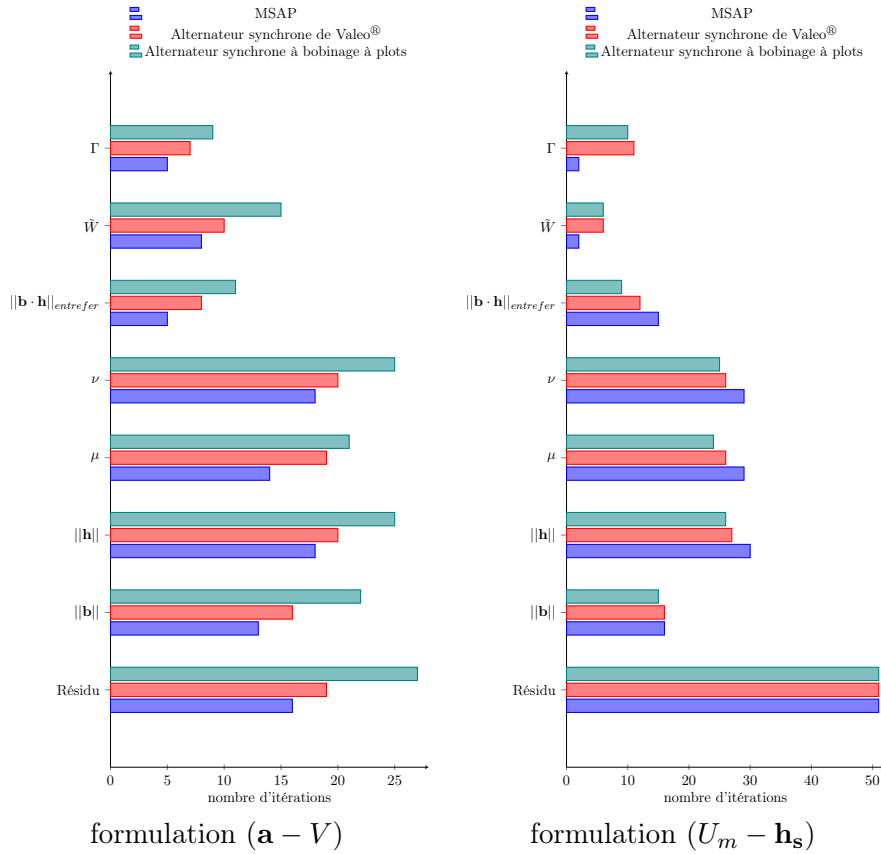 MSAP
Alternateur synchrone de Valeo®
Alternateur synchrone à bobinage à plots
Γ
W̃
||b · h||entrefer
ν
μ
||h||
||b||
Résidu
0 5 10 15 20 25
nombre d'itérations
formulation (a − V)
MSAP
Alternateur synchrone de Valeo®
Alternateur synchrone à bobinage à plots
Γ
W̃
||b · h||entrefer
ν
μ
||h||
||b||
Résidu
0 10 20 30 40 50
nombre d'itérations
formulation (Um − hs)